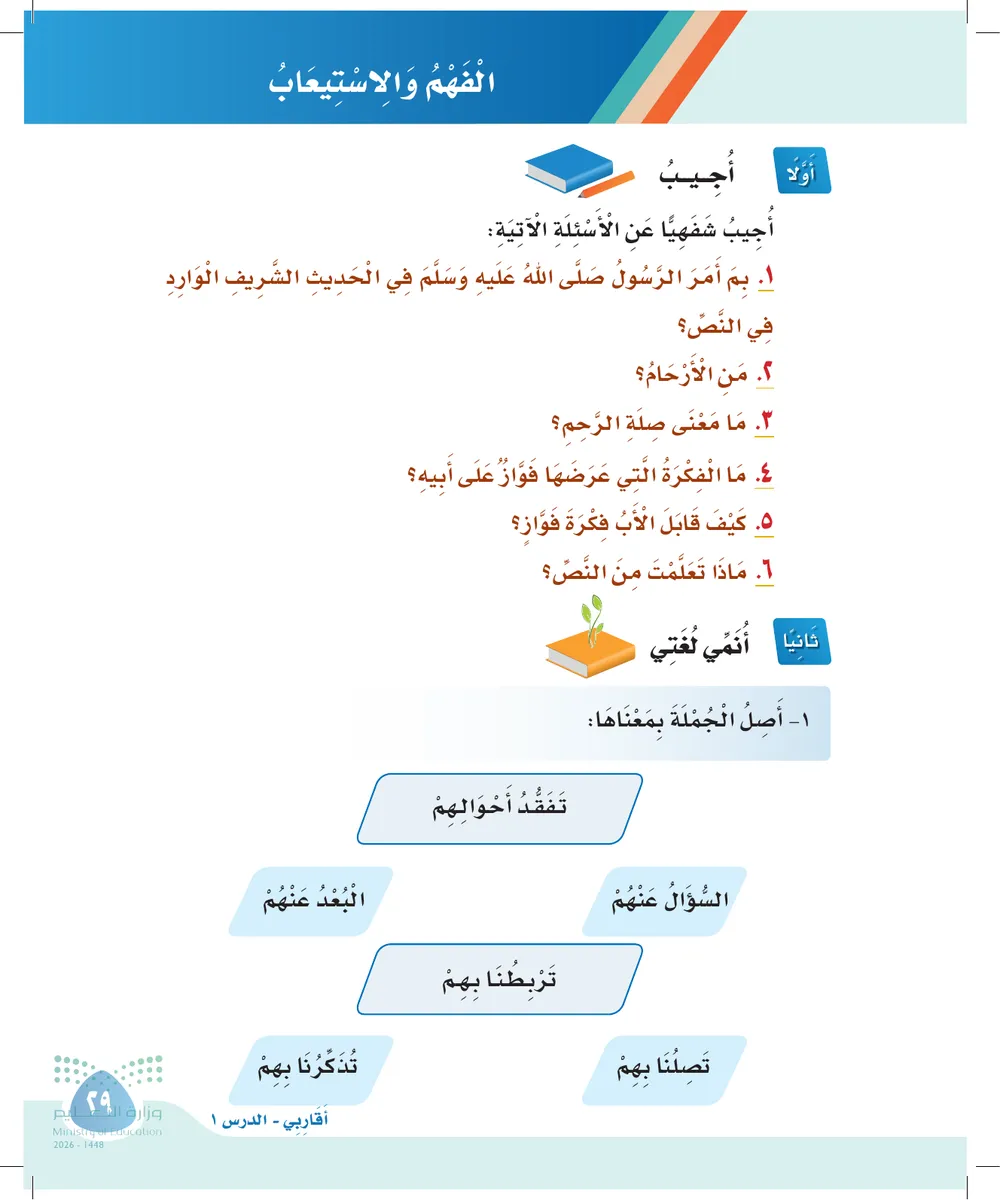 الْفَهْمُ وَالِاسْتِيعَابُ
أَوَّلًا
أُجِـيـبُ
أُجِيبُ شَفَهِيًّا عَنِ الْأَسْئِلَةِ الْآتِيَةِ:
١. بِمَ أَمَرَ الرَّسُولُ صَلَّى اللهُ عَلَيهِ وَسَلَّمَ فِي الْحَدِيثِ الشَّرِيفِ الْوَارِدِ
فِي النَّصِّ؟
٢. مَنِ الْأَرْحَامُ؟
٣. مَا مَعْنَى صِلَةِ الرَّحِمِ؟
٤. مَا الْفِكْرَةُ الَّتِي عَرَضَهَا فَوَّازٌ عَلَى أَبِيهِ؟
٥. كَيْفَ قَابَلَ الْأَبُ فِكْرَةَ فَوَّازٍ؟
٦. مَاذَا تَعَلَّمْتَ مِنَ النَّصِّ؟
ثَانِيًا
أُنَمِّي لُغَتِي
١- أَصِلُ الْجُمْلَةَ بِمَعْنَاهَا:
تَفَقُّدُ أَحْوَالِهِمْ
السُّؤَالُ عَنْهُمْ
الْبُعْدُ عَنْهُمْ
تَرْبِطُنَا بِهِمْ
تَصِلُنَا بِهِمْ
تُذَكِّرُنَا بِهِمْ
أَقَارِبِي - الدرس ١
٢٩
وزارة التعليم
Ministry of Education
2026 - 1448